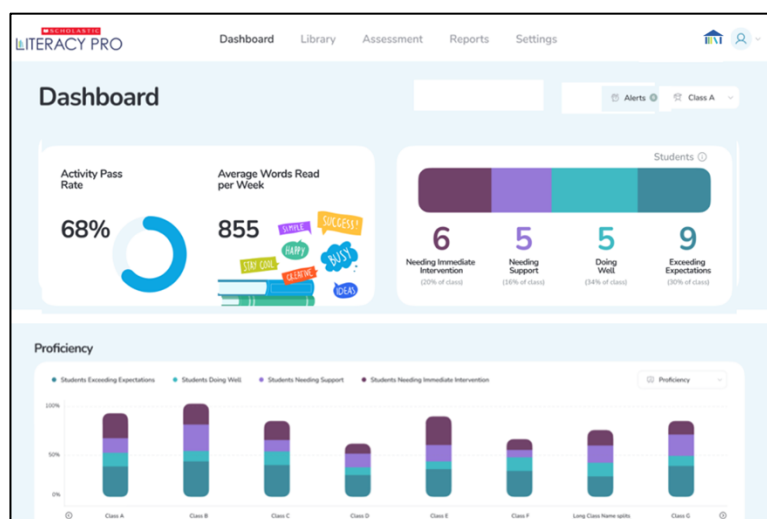 SCHOLASTIC
LITERACY PRO
Dashboard Library Assessment Reports Settings
Dashboard
Alerts
Class A
Activity Pass
Rate
68%
Average Words Read
per Week
855
SIMPLE
SUCCESS!
HAPPY
BUSY
STAY COOL
CREATIVE
IDEAS
Students
6
Needing Immediate
Intervention
(20% of class)
5
Needing
Support
(16% of class)
5
Doing
Well
(34% of class)
9
Exceeding
Expectations
(30% of class)
Proficiency
Students Exceeding Expectations Students Doing Well Students Needing Support Students Needing Immediate Intervention
Proficiency
100%
50%
0%
Class A Class B Class C Class D Class E Class F Long Class Name splits Class G